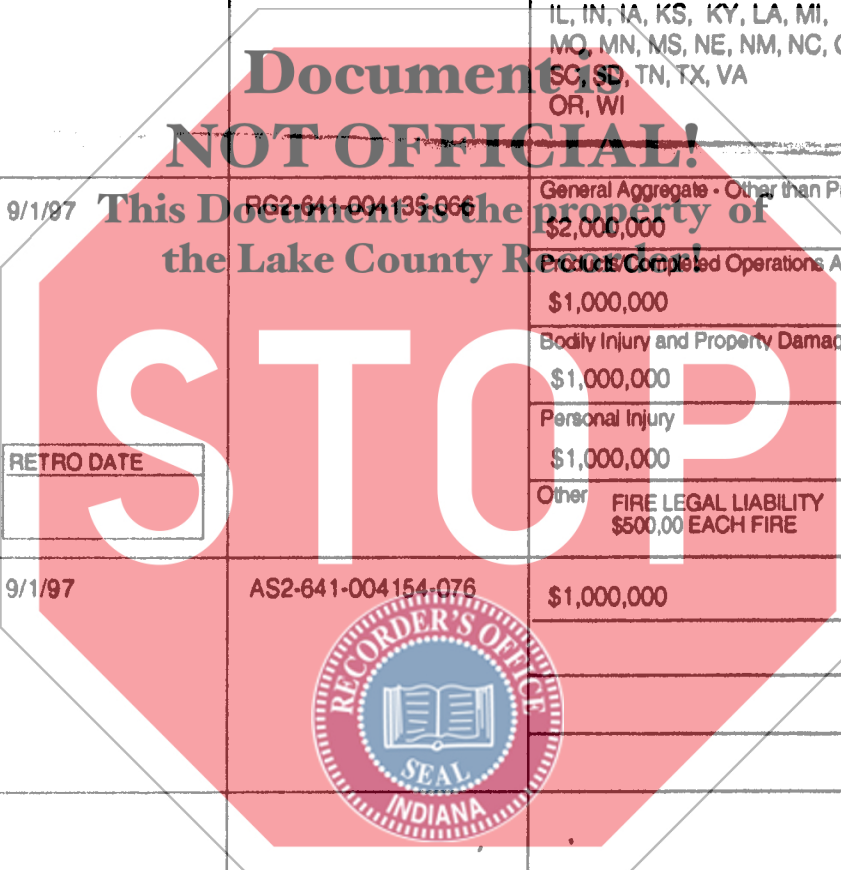 IL, IN, IA, KS, KY, LA, MI,
MO, MN, MS, NE, NM, NC,
SC, SD, TN, TX, VA
OR, WI
Document is
NOT OFFICIAL!
This Document is the property of
the Lake County Recorder!
STOP
9/1/97
RG2-641-004135-066
General Aggregate - Other than
$2,000,000
Products/Completed Operations
$1,000,000
Bodily Injury and Property Damag
$1,000,000
Personal Injury
$1,000,000
RETRO DATE
Other
FIRE LEGAL LIABILITY
$500,00 EACH FIRE
9/1/97
AS2-641-004154-076
$1,000,000
RECORDER'S OFFICE
SEAL
INDIANA